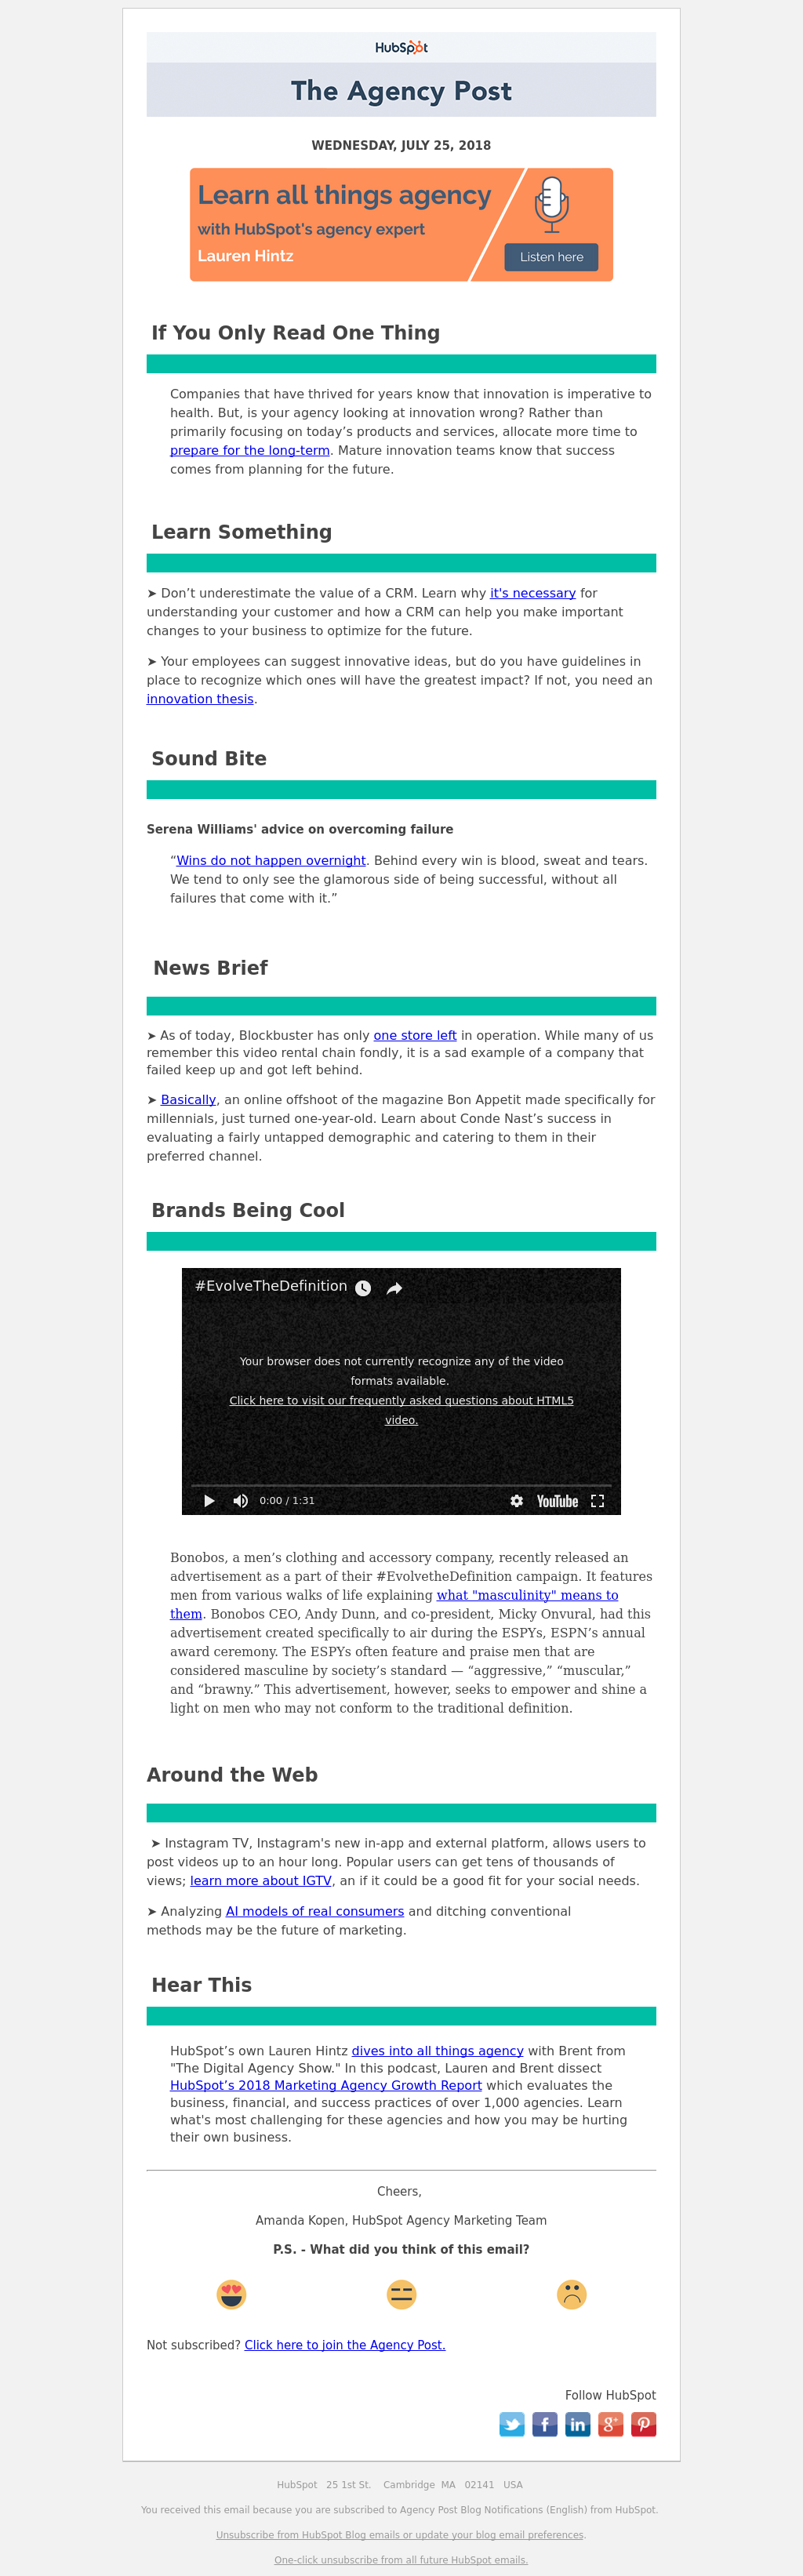 HubSpot
The Agency Post
WEDNESDAY, JULY 25, 2018
Learn all things agency
with HubSpot's agency expert
Lauren Hintz
Listen here
If You Only Read One Thing
Companies that have thrived for years know that innovation is imperative to
health. But, is your agency looking at innovation wrong? Rather than
primarily focusing on today’s products and services, allocate more time to
prepare for the long-term. Mature innovation teams know that success
comes from planning for the future.
Learn Something
➤ Don’t underestimate the value of a CRM. Learn why it's necessary for
understanding your customer and how a CRM can help you make important
changes to your business to optimize for the future.
➤ Your employees can suggest innovative ideas, but do you have guidelines in
place to recognize which ones will have the greatest impact? If not, you need an
innovation thesis.
Sound Bite
Serena Williams' advice on overcoming failure
“Wins do not happen overnight. Behind every win is blood, sweat and tears.
We tend to only see the glamorous side of being successful, without all
failures that come with it.”
News Brief
➤ As of today, Blockbuster has only one store left in operation. While many of us
remember this video rental chain fondly, it is a sad example of a company that
failed keep up and got left behind.
➤ Basically, an online offshoot of the magazine Bon Appetit made specifically for
millennials, just turned one-year-old. Learn about Conde Nast’s success in
evaluating a fairly untapped demographic and catering to them in their
preferred channel.
Brands Being Cool
#EvolveTheDefinition
Your browser does not currently recognize any of the video
formats available.
Click here to visit our frequently asked questions about HTML5
video.
0:00 / 1:31
YouTube
Bonobos, a men’s clothing and accessory company, recently released an
advertisement as a part of their #EvolvetheDefinition campaign. It features
men from various walks of life explaining what "masculinity" means to
them. Bonobos CEO, Andy Dunn, and co-president, Micky Onvural, had this
advertisement created specifically to air during the ESPYs, ESPN’s annual
award ceremony. The ESPYs often feature and praise men that are
considered masculine by society’s standard — “aggressive,” “muscular,”
and “brawny.” This advertisement, however, seeks to empower and shine a
light on men who may not conform to the traditional definition.
Around the Web
➤ Instagram TV, Instagram's new in-app and external platform, allows users to
post videos up to an hour long. Popular users can get tens of thousands of
views; learn more about IGTV, an if it could be a good fit for your social needs.
➤ Analyzing AI models of real consumers and ditching conventional
methods may be the future of marketing.
Hear This
HubSpot’s own Lauren Hintz dives into all things agency with Brent from
"The Digital Agency Show." In this podcast, Lauren and Brent dissect
HubSpot’s 2018 Marketing Agency Growth Report which evaluates the
business, financial, and success practices of over 1,000 agencies. Learn
what's most challenging for these agencies and how you may be hurting
their own business.
Cheers,
Amanda Kopen, HubSpot Agency Marketing Team
P.S. - What did you think of this email?
Not subscribed? Click here to join the Agency Post.
Follow HubSpot
HubSpot 25 1st St. Cambridge MA 02141 USA
You received this email because you are subscribed to Agency Post Blog Notifications (English) from HubSpot.
Unsubscribe from HubSpot Blog emails or update your blog email preferences.
One-click unsubscribe from all future HubSpot emails.